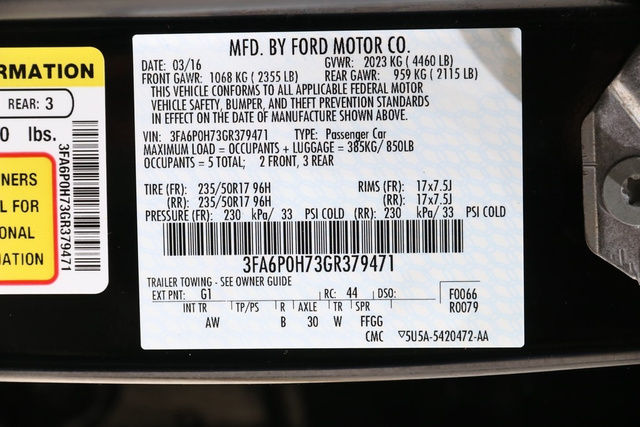 RMATION
REAR: 3
0 lbs.
NERS
L FOR
ONAL
MATION
3FA6P0H73GR379471
MFD. BY FORD MOTOR CO.
DATE: 03/16 GVWR: 2023 KG ( 4460 LB)
FRONT GAWR: 1068 KG ( 2355 LB) REAR GAWR: 959 KG ( 2115 LB)
THIS VEHICLE CONFORMS TO ALL APPLICABLE FEDERAL MOTOR
VEHICLE SAFETY, BUMPER, AND THEFT PREVENTION STANDARDS
IN EFFECT ON THE DATE OF MANUFACTURE SHOWN ABOVE.
VIN: 3FA6P0H73GR379471 TYPE: Passenger Car
MAXIMUM LOAD = OCCUPANTS + LUGGAGE = 385KG/ 850LB
OCCUPANTS = 5 TOTAL; 2 FRONT, 3 REAR
TIRE (FR): 235/50R17 96H RIMS (FR): 17x7.5J
(RR): 235/50R17 96H (RR): 17x7.5J
PRESSURE (FR): 230 kPa/ 33 PSI COLD (RR): 230 kPa/ 33 PSI COLD
3FA6P0H73GR379471
TRAILER TOWING - SEE OWNER GUIDE
EXT PNT: G1 RC: 44 DSO: F0066
INT TR TP/PS R AXLE TR SPR R0079
AW B 30 W FFGG
CMC ▽5U5A-5420472-AA